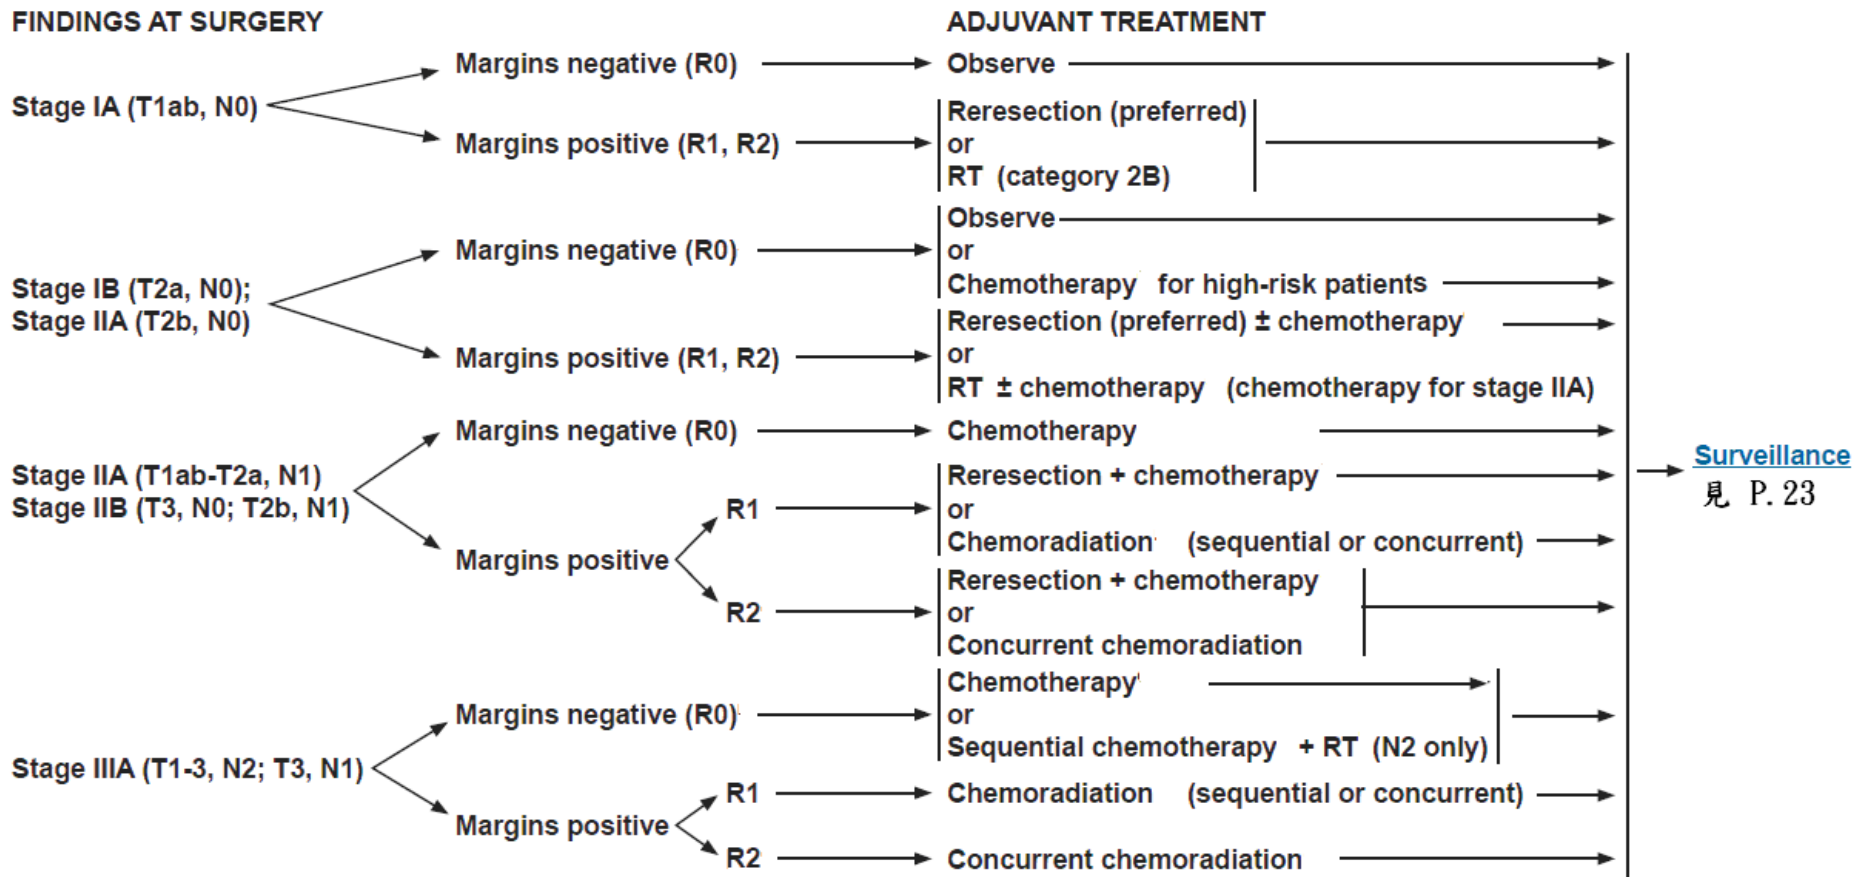 FINDINGS AT SURGERY
ADJUVANT TREATMENT
Stage IA (T1ab, N0)
Margins negative (R0)
Observe
Margins positive (R1, R2)
Reresection (preferred)
or
RT (category 2B)
Stage IB (T2a, N0);
Stage IIA (T2b, N0)
Margins negative (R0)
Observe
or
Chemotherapy for high-risk patients
Margins positive (R1, R2)
Reresection (preferred) ± chemotherapy
or
RT ± chemotherapy (chemotherapy for stage IIA)
Stage IIA (T1ab-T2a, N1)
Stage IIB (T3, N0; T2b, N1)
Margins negative (R0)
Chemotherapy
Margins positive
R1
Reresection + chemotherapy
or
Chemoradiation (sequential or concurrent)
R2
Reresection + chemotherapy
or
Concurrent chemoradiation
Stage IIIA (T1-3, N2; T3, N1)
Margins negative (R0)
Chemotherapy
or
Sequential chemotherapy + RT (N2 only)
Margins positive
R1
Chemoradiation (sequential or concurrent)
R2
Concurrent chemoradiation
Surveillance
見 P.23